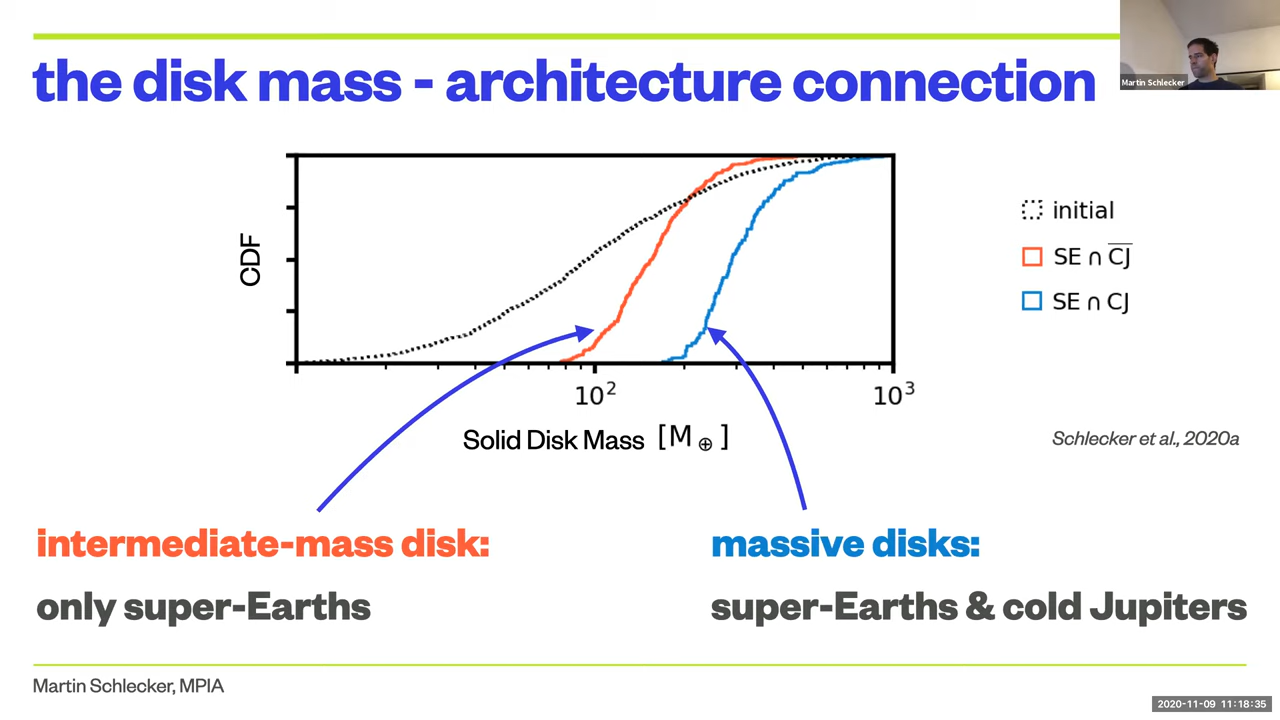 the disk mass - architecture connection
Martin Schlecker
CDF
initial
SE ∩ C̅J̅
SE ∩ CJ
10²
10³
Solid Disk Mass [M⊕]
Schlecker et al., 2020a
intermediate-mass disk:
only super-Earths
massive disks:
super-Earths & cold Jupiters
Martin Schlecker, MPIA
2020-11-09 11:18:35